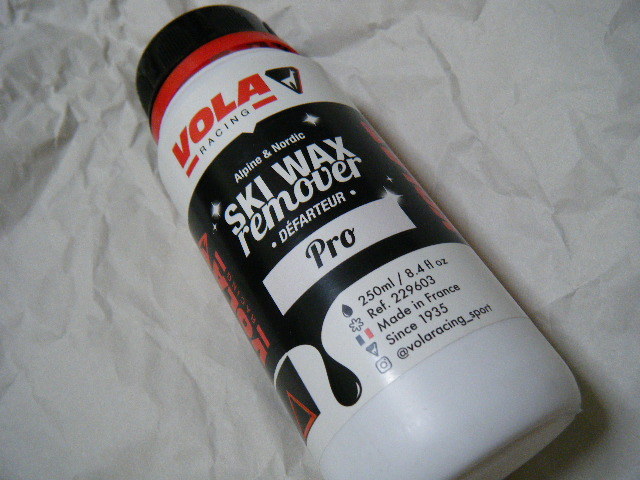 VOLA
RACING
Alpine & Nordic
SKI WAX
remover
• DÉFARTEUR •
Pro
250ml / 8.4 fl oz
Ref. 229603
Made in France
Since 1935
@volaracing_sport